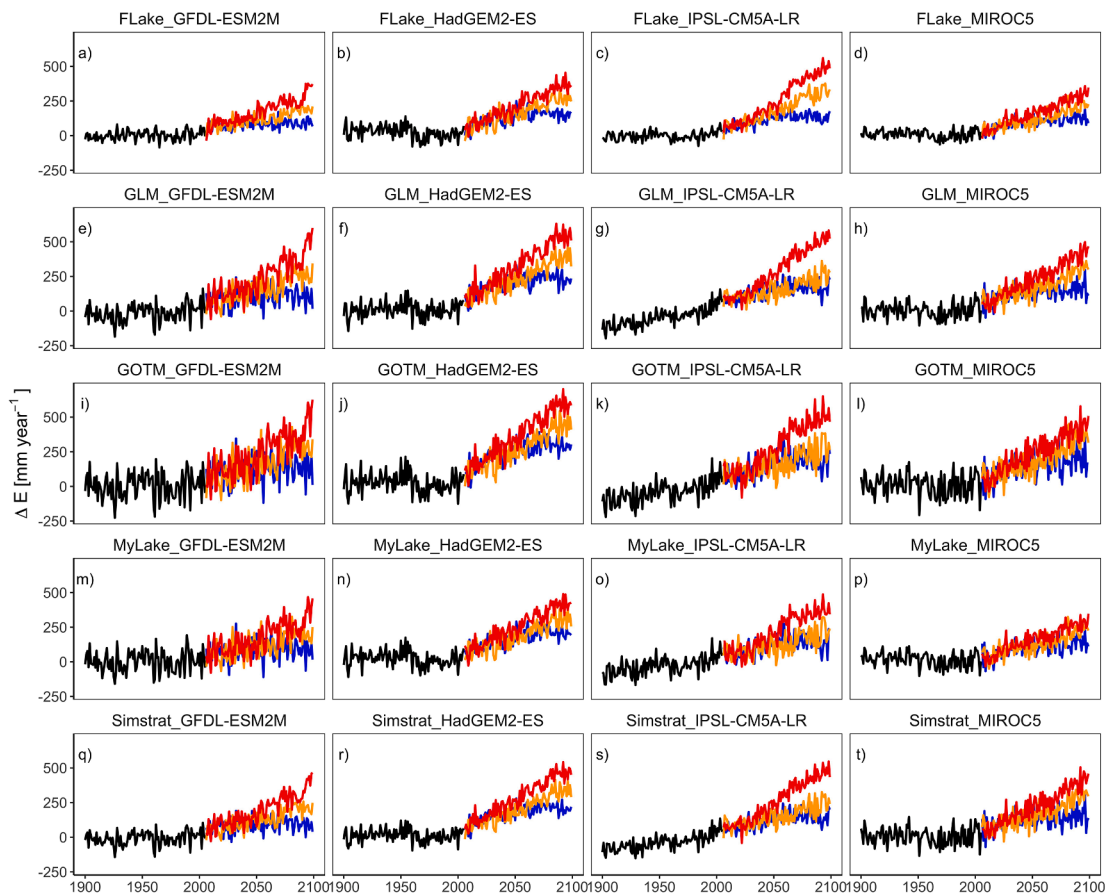 FLake_GFDL-ESM2M FLake_HadGEM2-ES FLake_IPSL-CM5A-LR FLake_MIROC5
a) b) c) d)
500
250
0
-250
GLM_GFDL-ESM2M GLM_HadGEM2-ES GLM_IPSL-CM5A-LR GLM_MIROC5
e) f) g) h)
500
250
0
-250
GOTM_GFDL-ESM2M GOTM_HadGEM2-ES GOTM_IPSL-CM5A-LR GOTM_MIROC5
i) j) k) l)
500
250
0
-250
Δ E [mm year⁻¹]
MyLake_GFDL-ESM2M MyLake_HadGEM2-ES MyLake_IPSL-CM5A-LR MyLake_MIROC5
m) n) o) p)
500
250
0
-250
Simstrat_GFDL-ESM2M Simstrat_HadGEM2-ES Simstrat_IPSL-CM5A-LR Simstrat_MIROC5
q) r) s) t)
500
250
0
-250
1900 1950 2000 2050 2100 1900 1950 2000 2050 2100 1900 1950 2000 2050 2100 1900 1950 2000 2050 2100